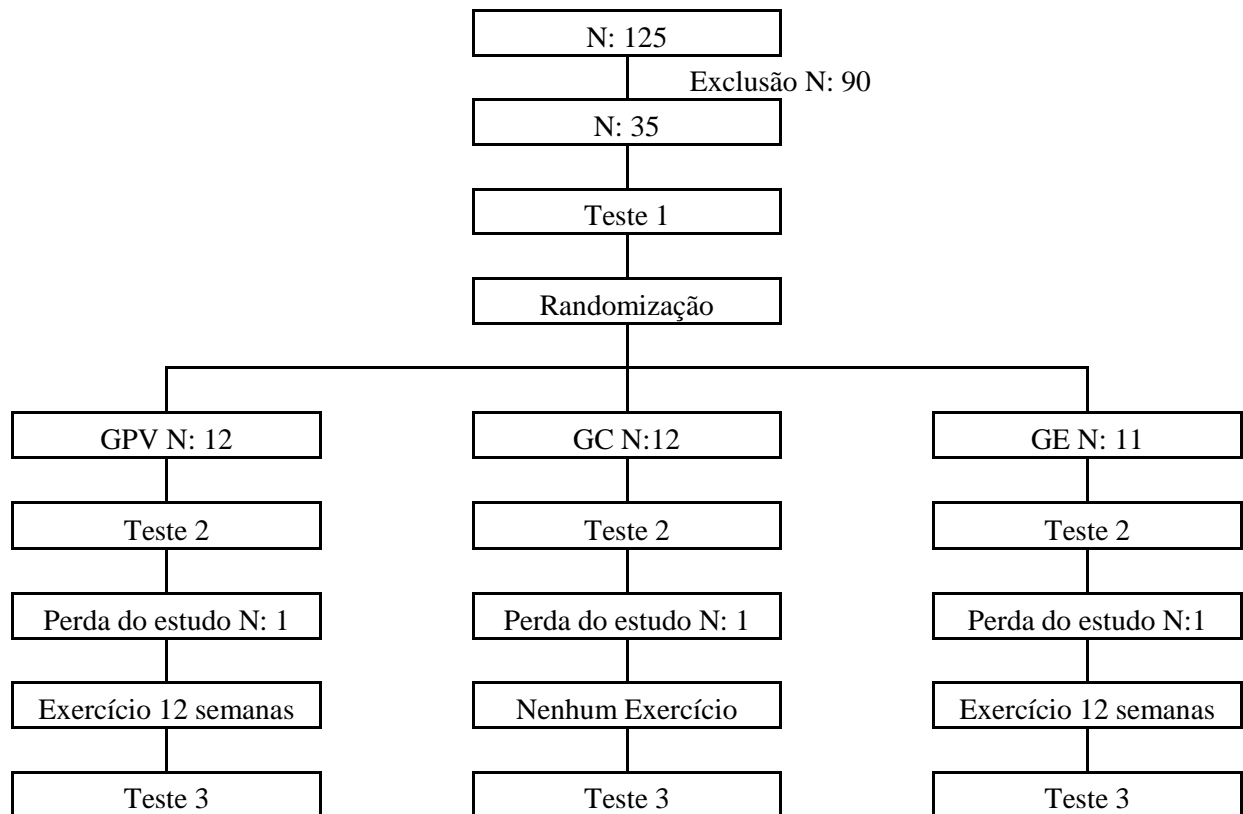 N: 125
Exclusão N: 90
N: 35
Teste 1
Randomização
GPV N: 12
GC N:12
GE N: 11
Teste 2
Teste 2
Teste 2
Perda do estudo N: 1
Perda do estudo N: 1
Perda do estudo N:1
Exercício 12 semanas
Nenhum Exercício
Exercício 12 semanas
Teste 3
Teste 3
Teste 3